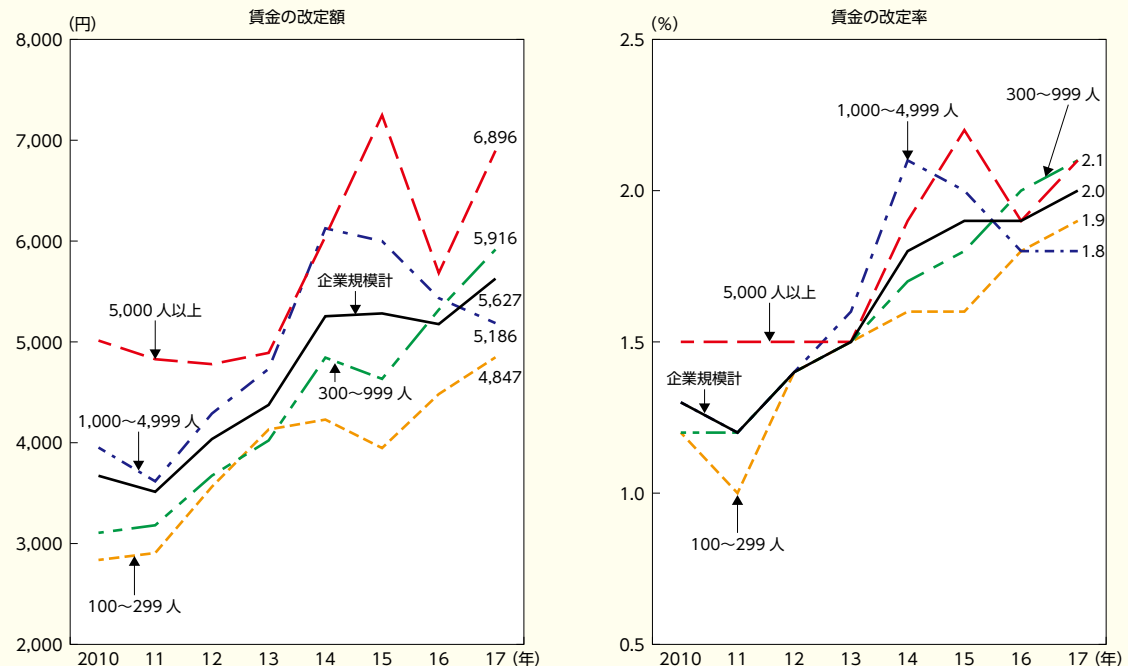 賃金の改定額
(円)
8,000
7,000
6,000
5,000
4,000
3,000
2,000
6,896
5,916
5,627
5,186
4,847
企業規模計
5,000 人以上
300～999 人
1,000～4,999 人
100～299 人
2010 11 12 13 14 15 16 17 (年)
賃金の改定率
(%)
2.5
2.0
1.5
1.0
0.5
300～999 人
1,000～4,999 人
2.1
2.0
1.9
1.8
5,000 人以上
企業規模計
100～299 人
2010 11 12 13 14 15 16 17 (年)